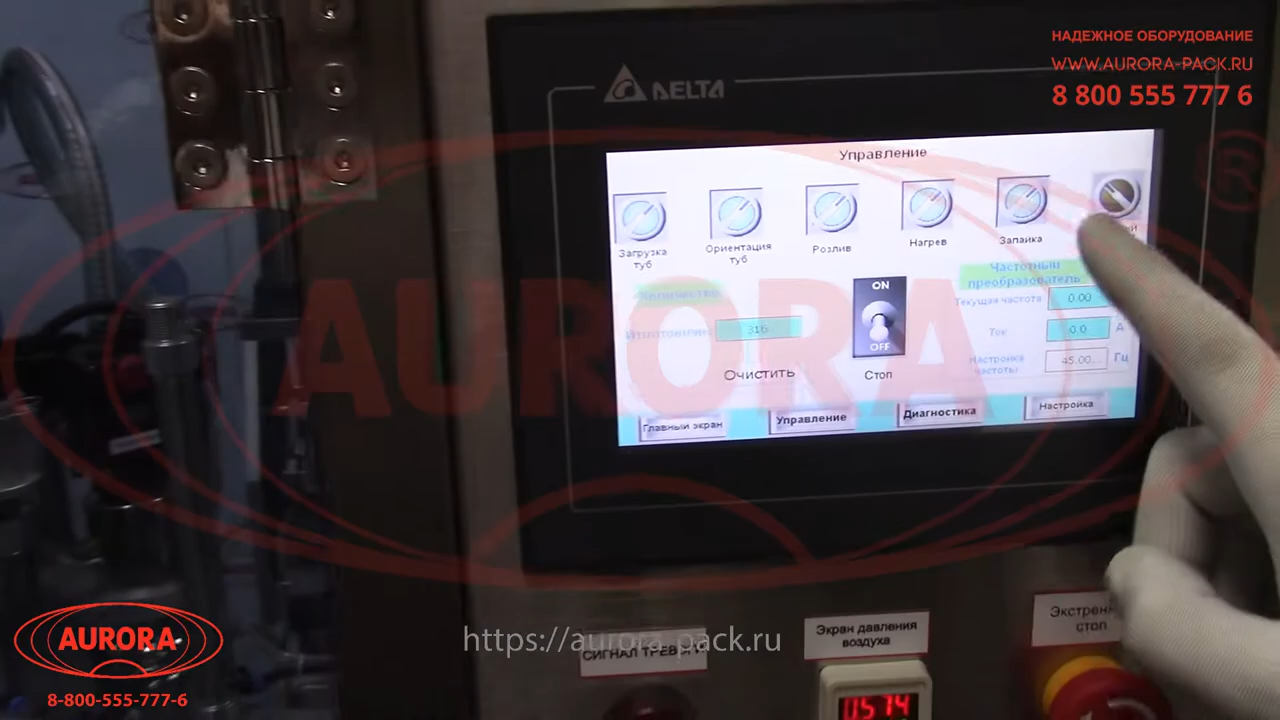 НАДЕЖНОЕ ОБОРУДОВАНИЕ
WWW.AURORA-PACK.RU
8 800 555 777 6
DELTA
Управление
Загрузка
туб
Ориентация
туб
Розлив
Нагрев
Запайка
Частотный
преобразователь
Текущая частота
0.00
ON
OFF
Стоп
316
Ток
0.0
А
Настройка
частоты
45.00
Гц
Очистить
Главный экран
Управление
Диагностика
Настройка
AURORA
®
AURORA
8-800-555-777-6
https://aurora-pack.ru
СИГНАЛ
Экран давления
воздуха
0.574
стоп